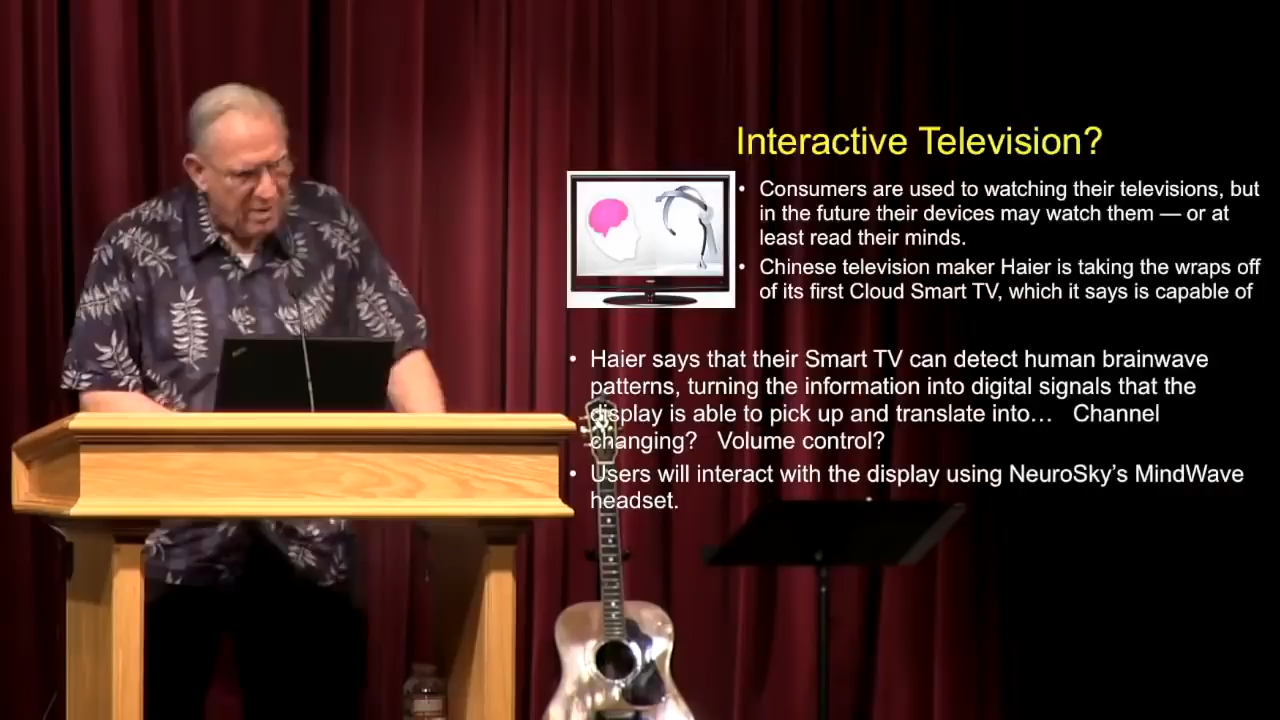 Interactive Television?
• Consumers are used to watching their televisions, but
in the future their devices may watch them — or at
least read their minds.
• Chinese television maker Haier is taking the wraps off
of its first Cloud Smart TV, which it says is capable of
• Haier says that their Smart TV can detect human brainwave
patterns, turning the information into digital signals that the
display is able to pick up and translate into… Channel
changing? Volume control?
• Users will interact with the display using NeuroSky’s MindWave
headset.